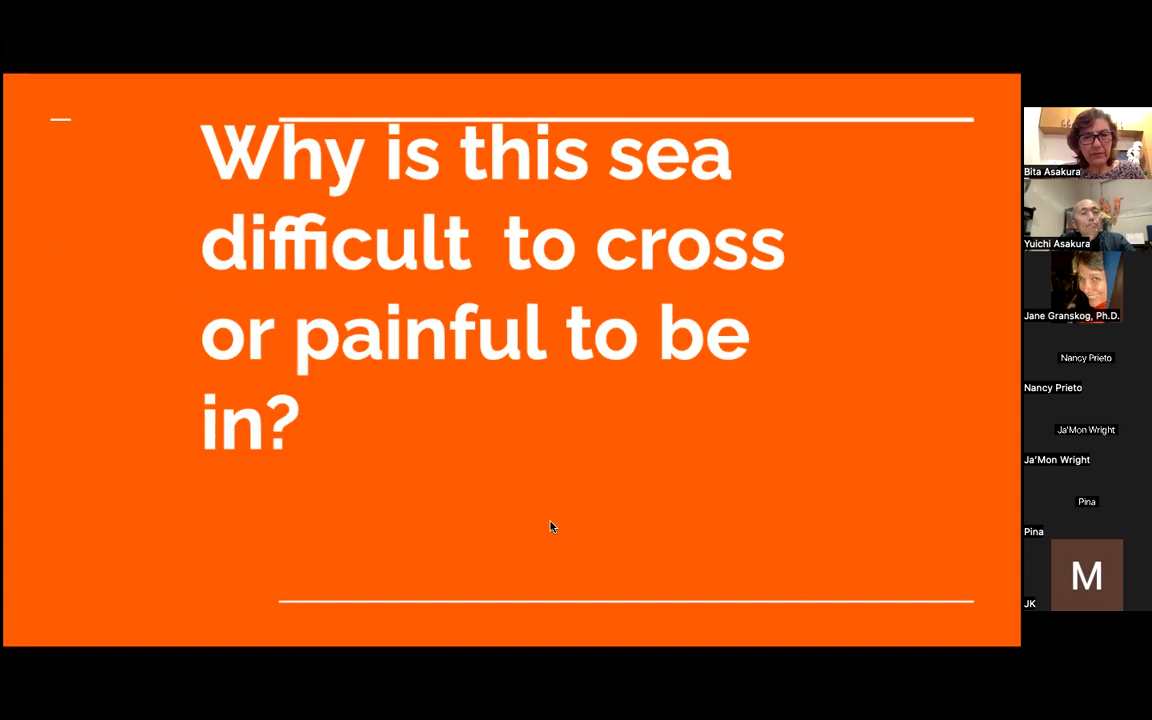 Why is this sea
difficult  to cross
or painful to be
in?
Bita Asakura
Yuichi Asakura
Jane Granskog, Ph.D.
Nancy Prieto
Nancy Prieto
Ja'Mon Wright
Ja'Mon Wright
Pina
Pina
M
JK